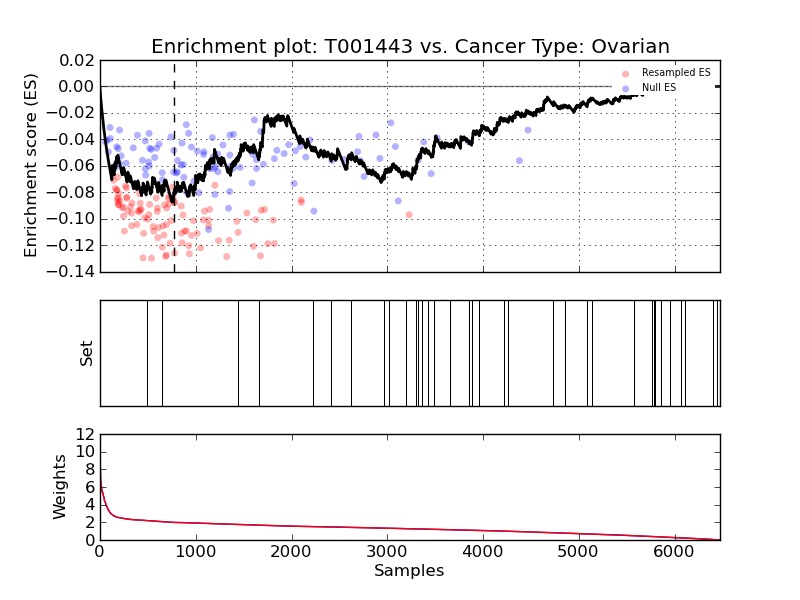 Enrichment plot: T001443 vs. Cancer Type: Ovarian
Enrichment score (ES)
0.02
0.00
−0.02
−0.04
−0.06
−0.08
−0.10
−0.12
−0.14
Resampled ES
Null ES
Set
Weights
12
10
8
6
4
2
0
0 1000 2000 3000 4000 5000 6000
Samples